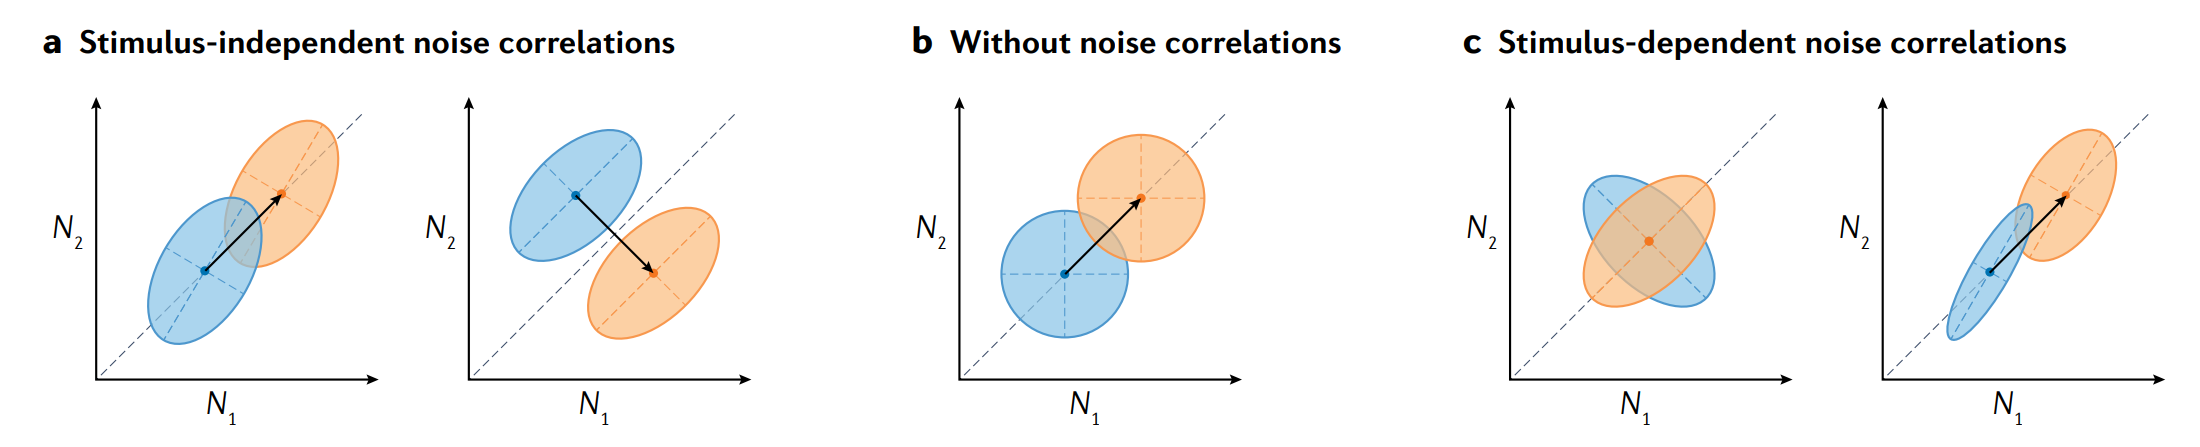 a Stimulus-independent noise correlations
N2
N1
N2
N1
b Without noise correlations
N2
N1
c Stimulus-dependent noise correlations
N2
N1
N2
N1